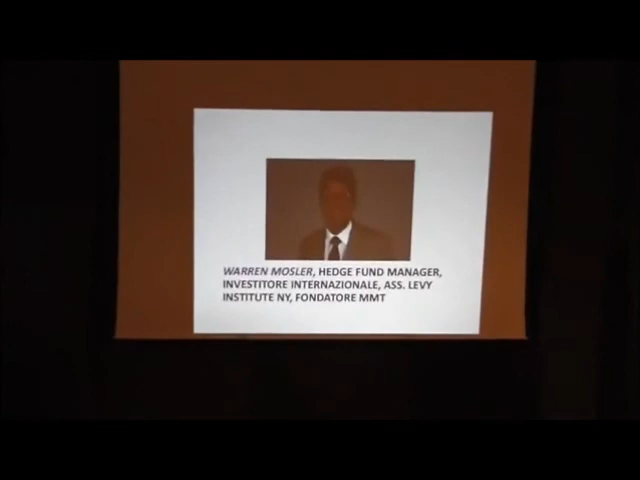 WARREN MOSLER, HEDGE FUND MANAGER,
INVESTITORE INTERNAZIONALE, ASS. LEVY
INSTITUTE NY, FONDATORE MMT